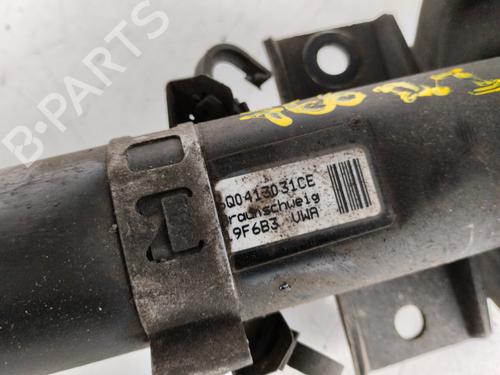 B-PARTS
Q0413031CE
raunschweig
9F6B3 VWA